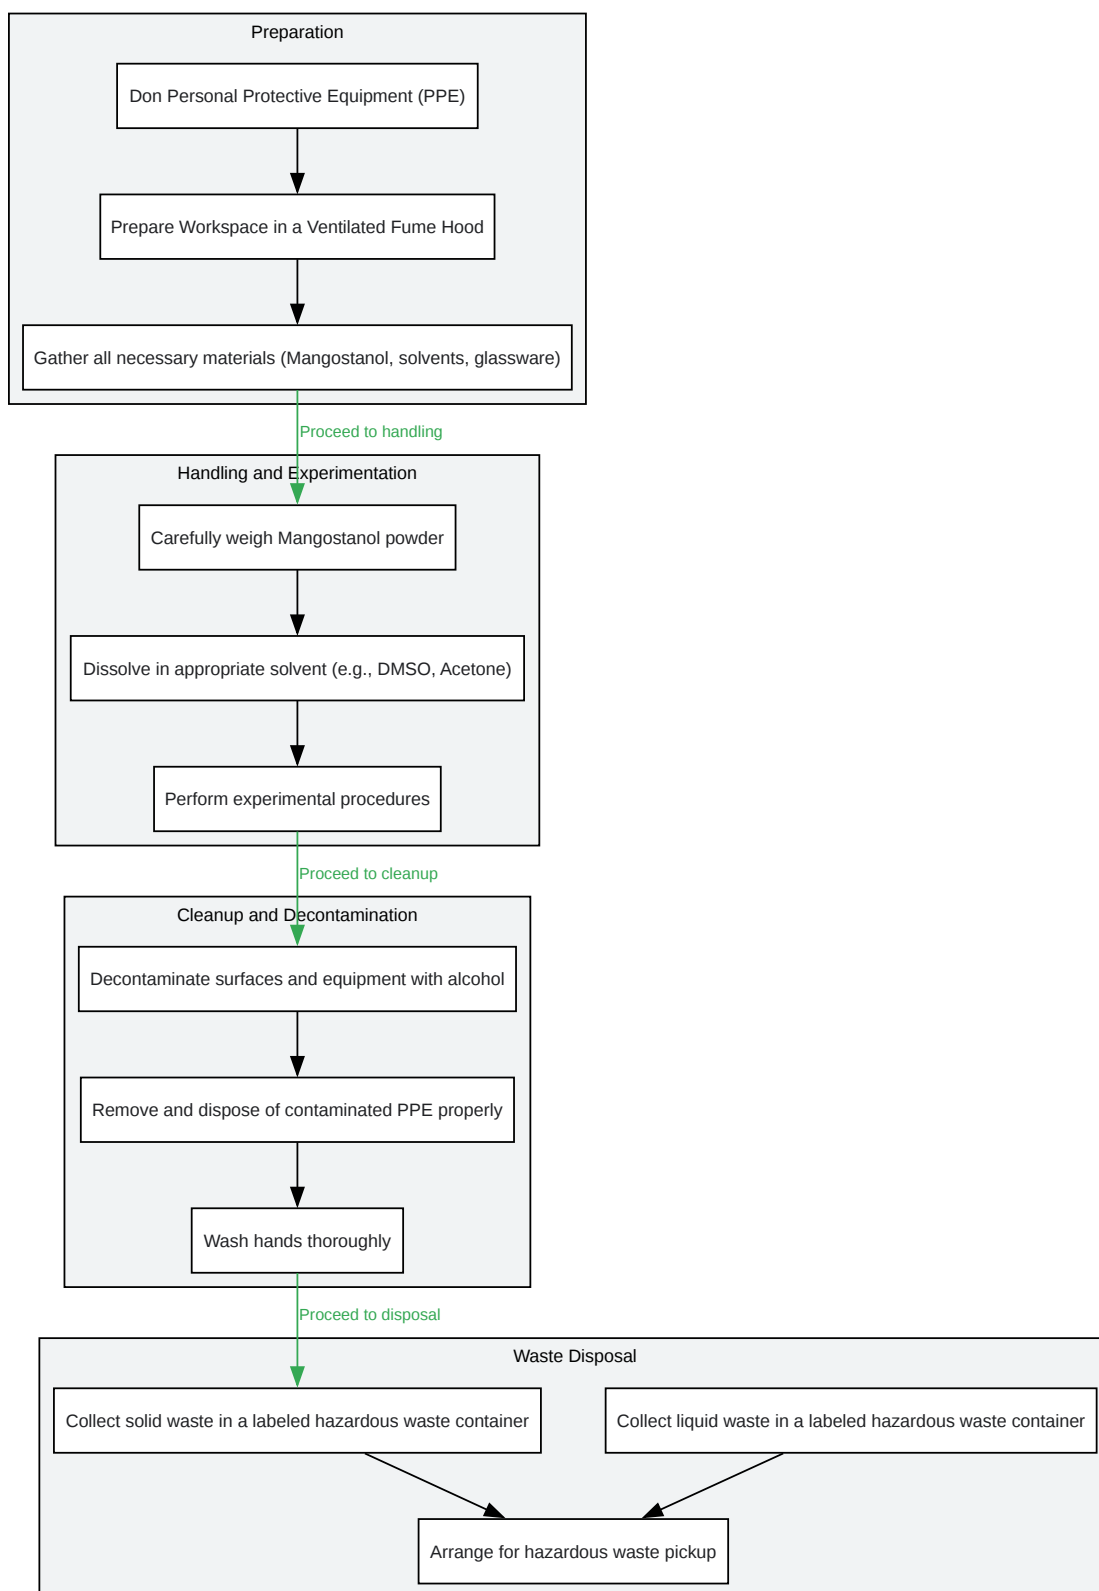 Preparation
Don Personal Protective Equipment (PPE)
Prepare Workspace in a Ventilated Fume Hood
Gather all necessary materials (Mangostanol, solvents, glassware)
Proceed to handling
Handling and Experimentation
Carefully weigh Mangostanol powder
Dissolve in appropriate solvent (e.g., DMSO, Acetone)
Perform experimental procedures
Proceed to cleanup
Cleanup and Decontamination
Decontaminate surfaces and equipment with alcohol
Remove and dispose of contaminated PPE properly
Wash hands thoroughly
Proceed to disposal
Waste Disposal
Collect solid waste in a labeled hazardous waste container
Collect liquid waste in a labeled hazardous waste container
Arrange for hazardous waste pickup